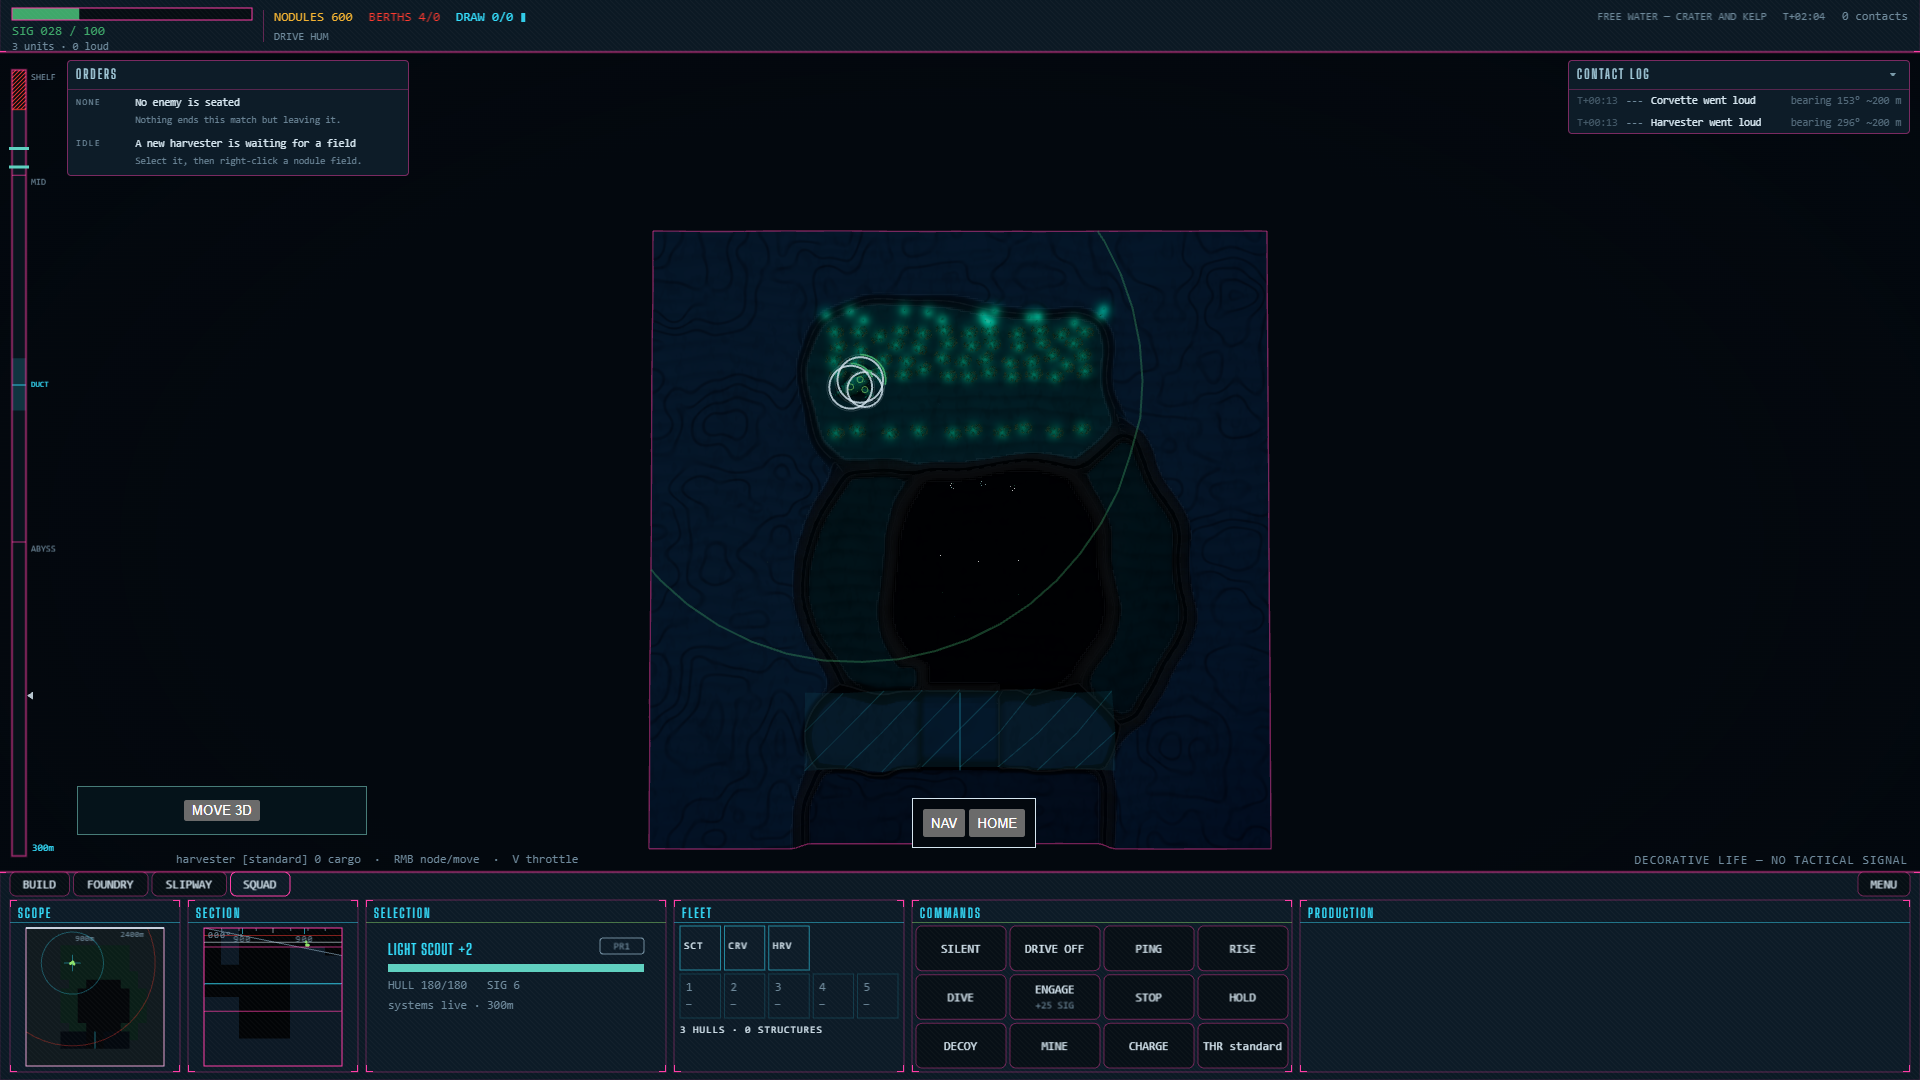 SIG 028 / 100
3 units · 0 loud
NODULES 600 BERTHS 4/0 DRAW 0/0
DRIVE HUM
FREE WATER — CRATER AND KELP T+02:04 0 contacts
SHELF
MID
DUCT
ABYSS
300m
ORDERS
NONE No enemy is seated
Nothing ends this match but leaving it.
IDLE A new harvester is waiting for a field
Select it, then right-click a nodule field.
CONTACT LOG
T+00:13 --- Corvette went loud bearing 153° ~200 m
T+00:13 --- Harvester went loud bearing 296° ~200 m
MOVE 3D
NAV HOME
harvester [standard] 0 cargo · RMB node/move · V throttle
DECORATIVE LIFE — NO TACTICAL SIGNAL
BUILD FOUNDRY SLIPWAY SQUAD MENU
SCOPE
900m 2400m
SECTION
000°
900 900
SELECTION
LIGHT SCOUT +2 PR1
HULL 180/180 SIG 6
systems live · 300m
FLEET
SCT CRV HRV
1 2 3 4 5
— — — — —
3 HULLS · 0 STRUCTURES
COMMANDS
SILENT DRIVE OFF PING RISE
DIVE ENGAGE STOP HOLD
+25 SIG
DECOY MINE CHARGE THR standard
PRODUCTION